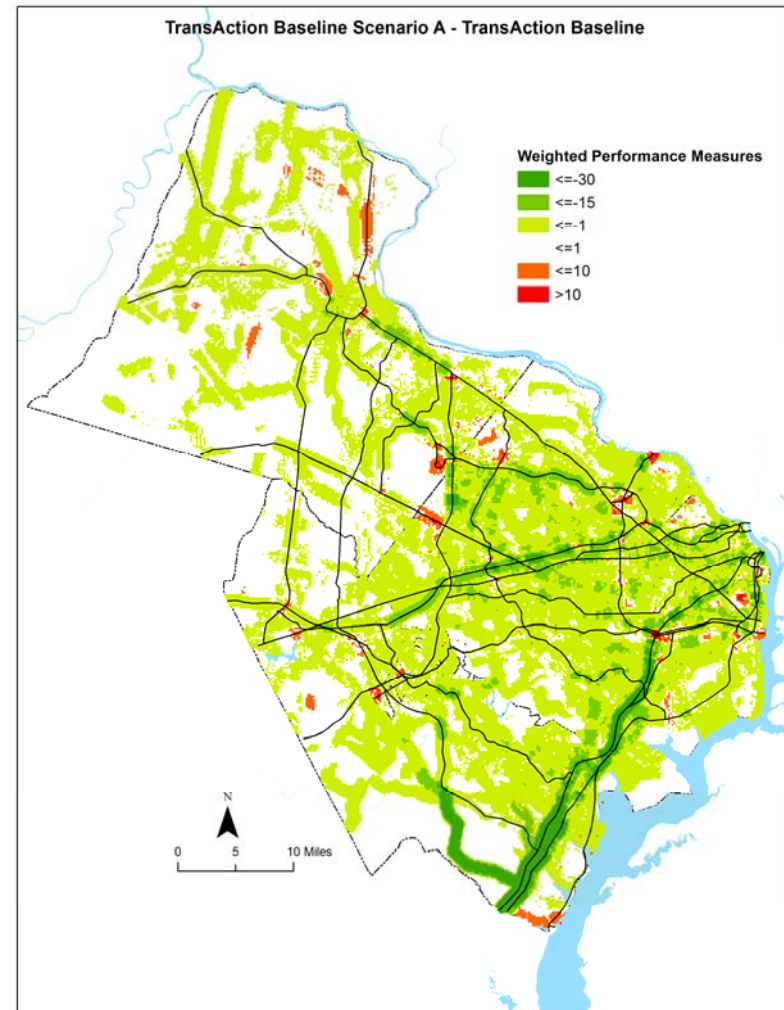 TransAction Baseline Scenario A - TransAction Baseline
Weighted Performance Measures
<=-30
<=-15
<=-1
<=1
<=10
>10
N
0 5 10 Miles